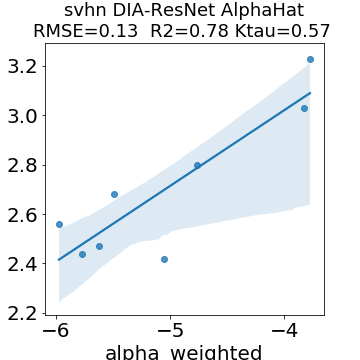 svhn DIA-ResNet AlphaHat
RMSE=0.13 R2=0.78 Ktau=0.57
3.2
3.0
2.8
2.6
2.4
2.2
−6 −5 −4
alpha_weighted